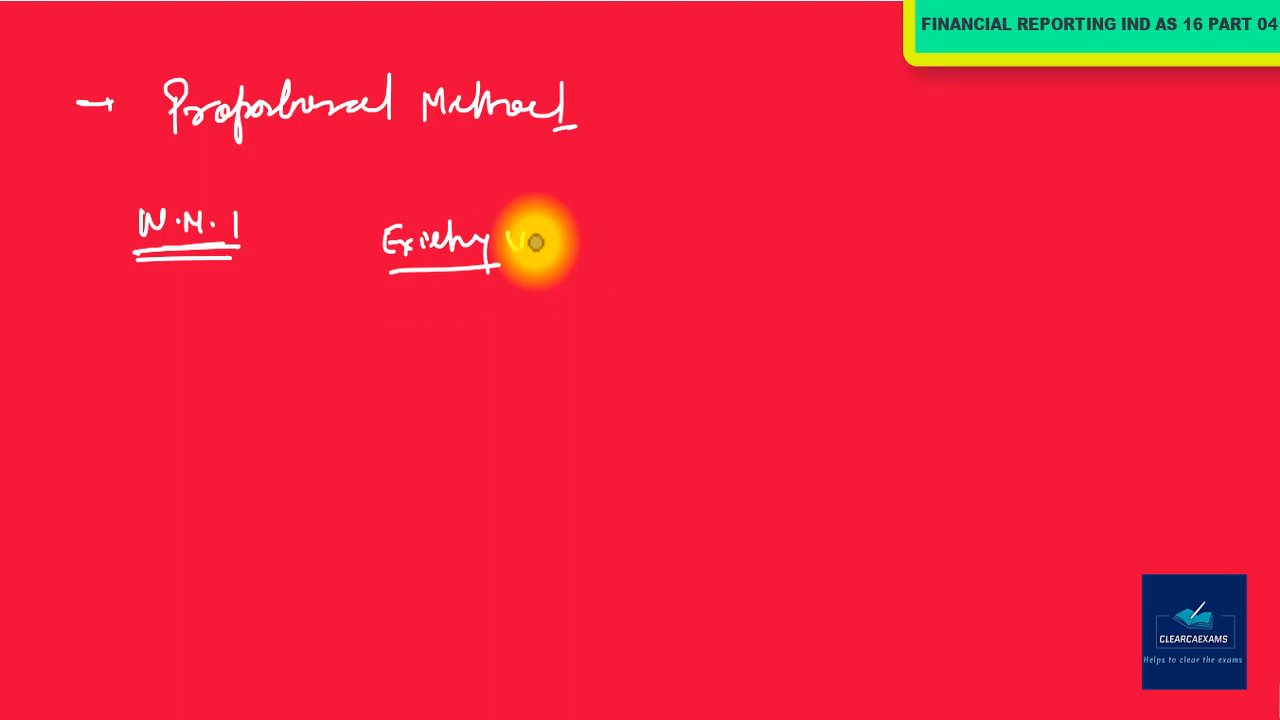 FINANCIAL REPORTING IND AS 16 PART 04
→ Proportional Method
W.N.1
Existing
CLEARCAEXAMS
Helps to clear the exams